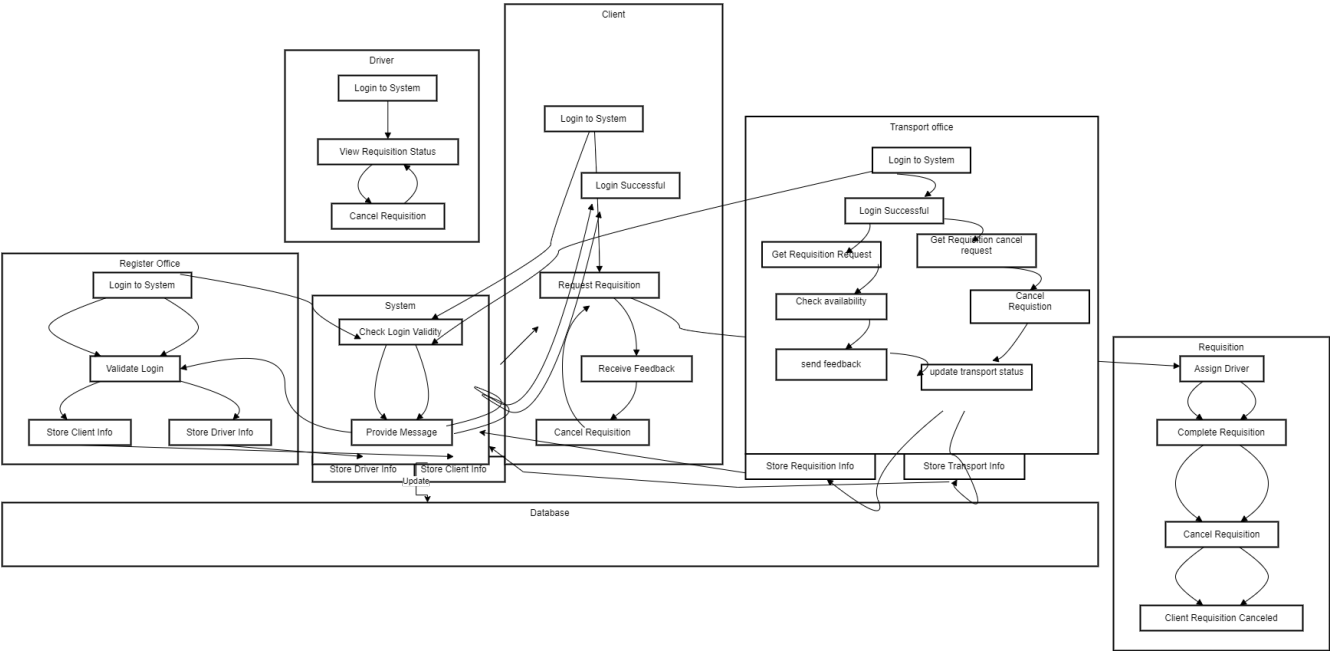 Client
Driver
Login to System
View Requisition Status
Cancel Requisition
Login to System
Login Successful
Request Requisition
Receive Feedback
Cancel Requisition
Transport office
Login to System
Login Successful
Get Requisition Request
Get Requisition cancel
request
Check availability
Cancel
Requistion
send feedback
update transport status
Store Requisition Info
Store Transport Info
Register Office
Login to System
Validate Login
Store Client Info
Store Driver Info
System
Check Login Validity
Provide Message
Store Driver Info
Store Client Info
Update
Database
Requisition
Assign Driver
Complete Requisition
Cancel Requisition
Client Requisition Canceled